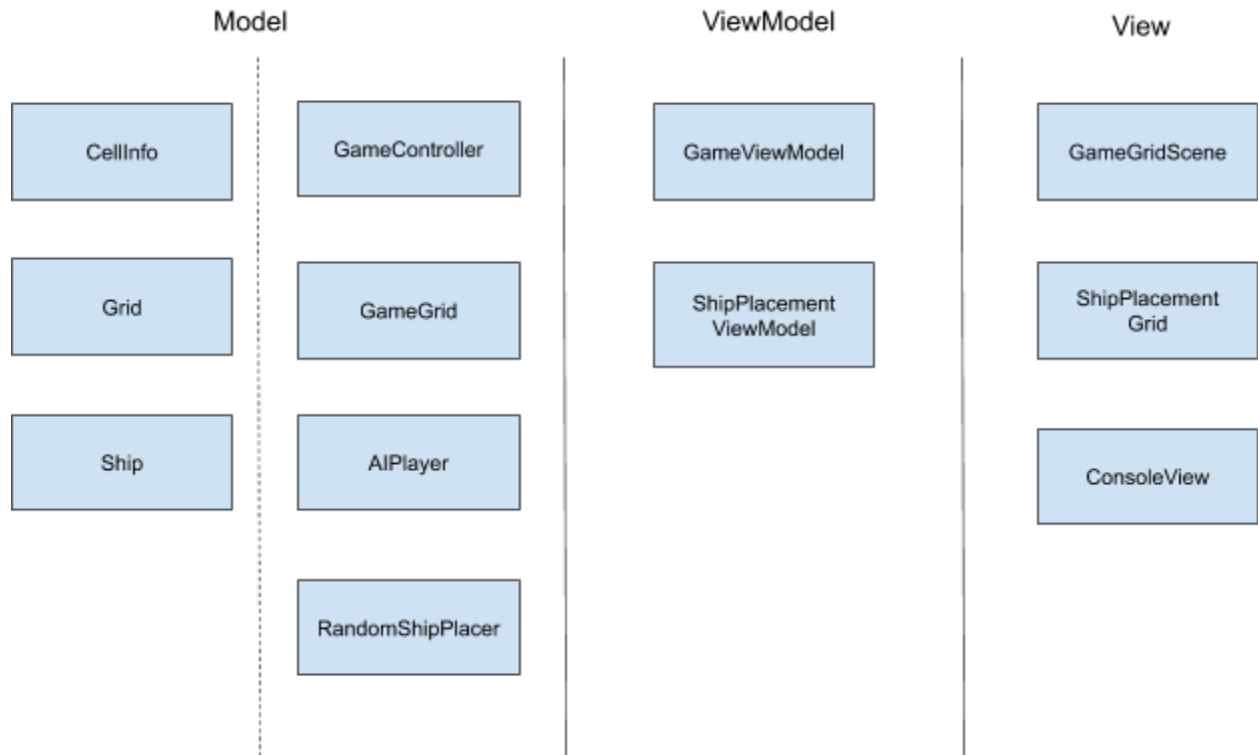 Model
ViewModel
View
CellInfo
GameController
GameViewModel
GameGridScene
Grid
GameGrid
ShipPlacement
ViewModel
ShipPlacement
Grid
Ship
AIPlayer
ConsoleView
RandomShipPlacer